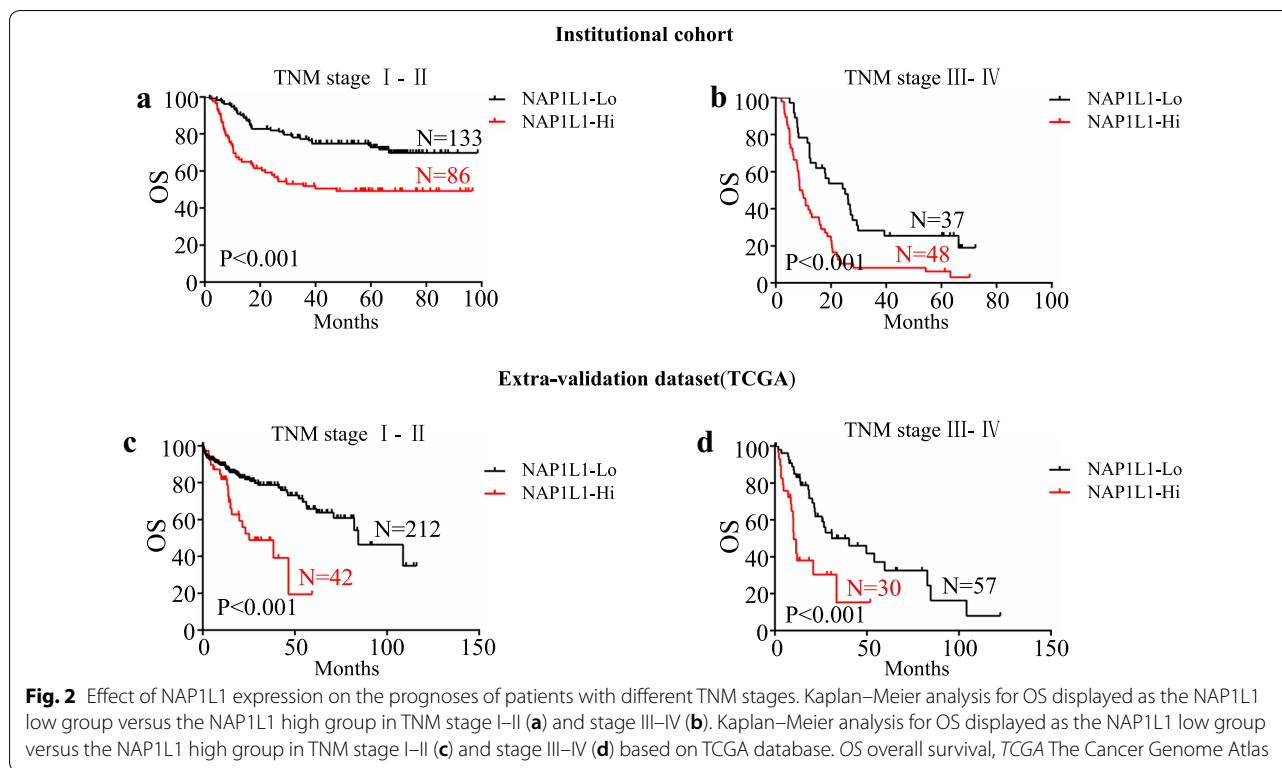 Institutional cohort
a
TNM stage Ⅰ - Ⅱ
NAP1L1-Lo
NAP1L1-Hi
OS
100
80
60
40
20
0
N=133
N=86
P<0.001
0 20 40 60 80 100
Months
b
TNM stage Ⅲ- Ⅳ
NAP1L1-Lo
NAP1L1-Hi
OS
100
80
60
40
20
0
N=37
N=48
P<0.001
0 20 40 60 80 100
Months
Extra-validation dataset(TCGA)
c
TNM stage Ⅰ - Ⅱ
NAP1L1-Lo
NAP1L1-Hi
OS
100
80
60
40
20
0
N=212
N=42
P<0.001
0 50 100 150
Months
d
TNM stage Ⅲ- Ⅳ
NAP1L1-Lo
NAP1L1-Hi
OS
100
80
60
40
20
0
N=57
N=30
P<0.001
0 50 100 150
Months
Fig. 2 Effect of NAP1L1 expression on the prognoses of patients with different TNM stages. Kaplan–Meier analysis for OS displayed as the NAP1L1
low group versus the NAP1L1 high group in TNM stage I–II (a) and stage III–IV (b). Kaplan–Meier analysis for OS displayed as the NAP1L1 low group
versus the NAP1L1 high group in TNM stage I–II (c) and stage III–IV (d) based on TCGA database. OS overall survival, TCGA The Cancer Genome Atlas